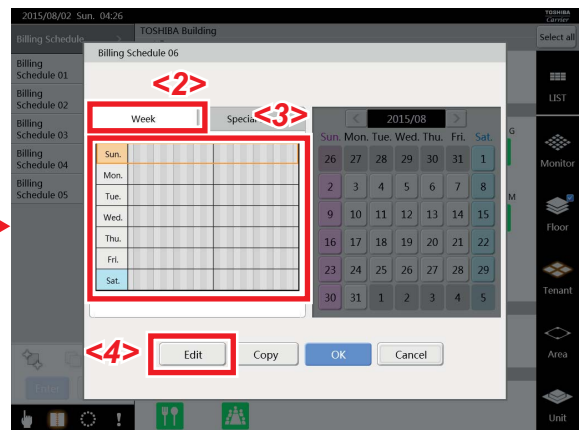 2015/08/02 Sun. 04:26
TOSHIBA
Carrier
Billing Schedule >
TOSHIBA Building
Select all
Billing Schedule 06
Billing
Schedule 01
Billing
Schedule 02
Billing
Schedule 03
Billing
Schedule 04
Billing
Schedule 05
<2>
Week
Special
<3>
< 2015/08 >
Sun. Mon. Tue. Wed. Thu. Fri. Sat.
26 27 28 29 30 31 1
2 3 4 5 6 7 8
9 10 11 12 13 14 15
16 17 18 19 20 21 22
23 24 25 26 27 28 29
30 31 1 2 3 4 5
Sun.
Mon.
Tue.
Wed.
Thu.
Fri.
Sat.
G
M
<4>
Edit
Copy
OK
Cancel
Enter
!
LIST
Monitor
Floor
Tenant
Area
Unit